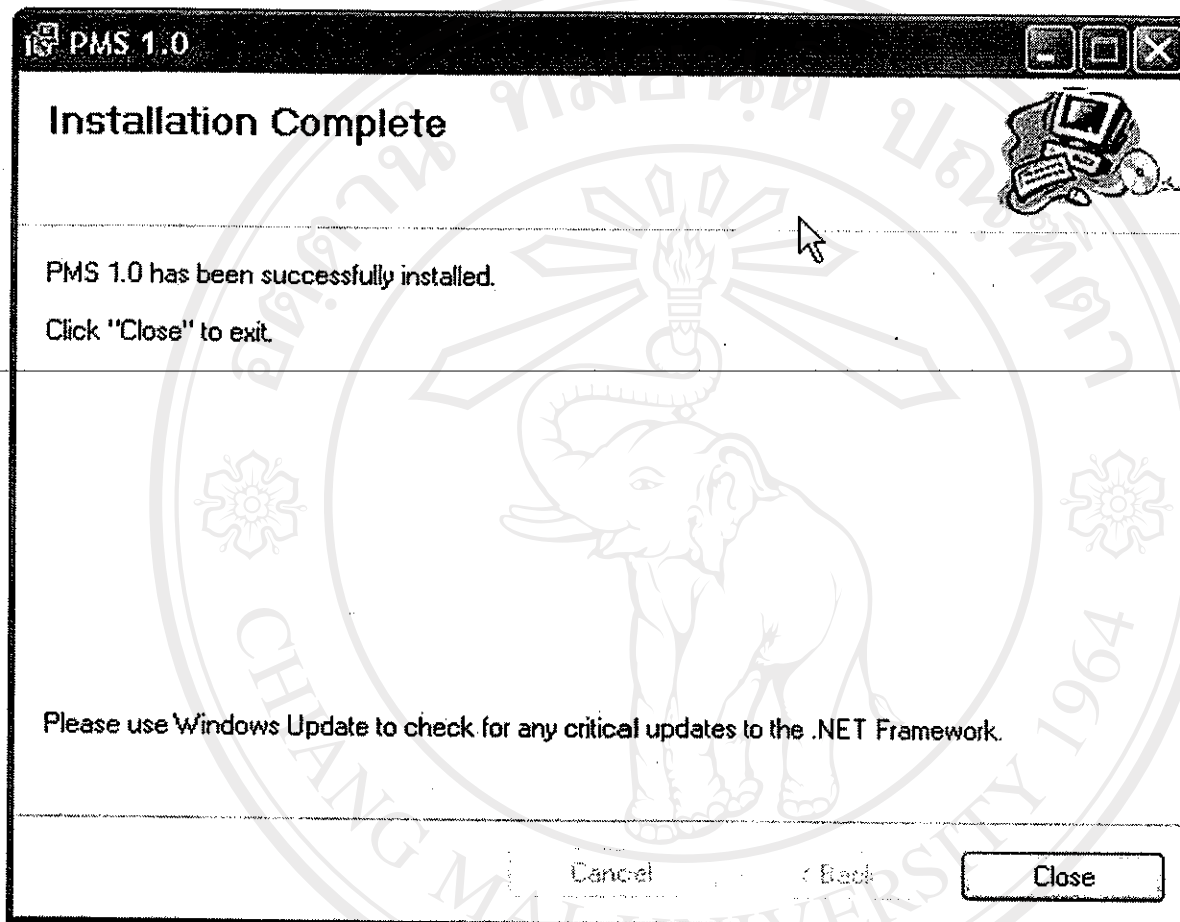 PMS 1.0
Installation Complete
PMS 1.0 has been successfully installed.
Click "Close" to exit.
Please use Windows Update to check for any critical updates to the .NET Framework.
Cancel
< Back
Close
1964